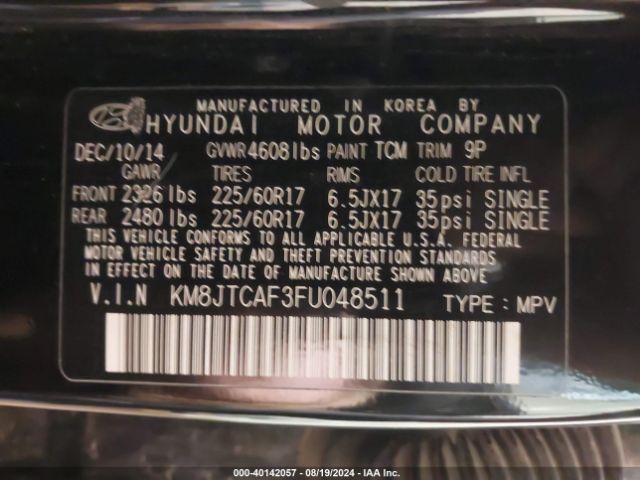 MANUFACTURED IN KOREA BY
HYUNDAI MOTOR COMPANY
DEC/10/14 GVWR 4608lbs PAINT TCM TRIM 9P
GAWR TIRES RIMS COLD TIRE INFL
FRONT 2326 lbs 225/60R17 6.5JX17 35psi SINGLE
REAR 2480 lbs 225/60R17 6.5JX17 35psi SINGLE
THIS VEHICLE CONFORMS TO ALL APPLICABLE U.S.A. FEDERAL
MOTOR VEHICLE SAFETY AND THEFT PREVENTION STANDARDS
IN EFFECT ON THE DATE OF MANUFACTURE SHOWN ABOVE.
V.I.N KM8JTCAF3FU048511 TYPE : MPV
000-40142057 - 08/19/2024 - IAAI Inc.